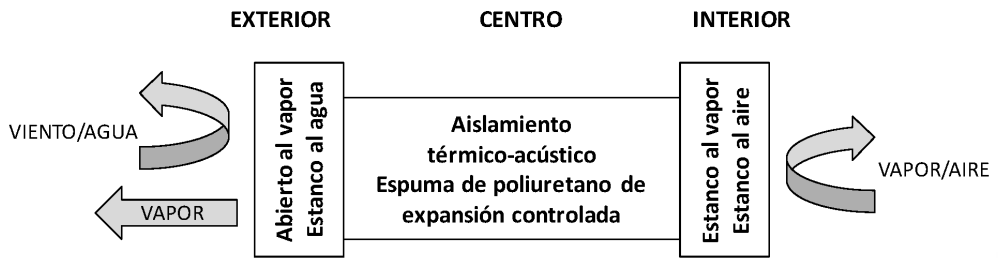 EXTERIOR
CENTRO
INTERIOR
VIENTO/AGUA
VAPOR
Abierto al vapor
Estanco al agua
Aislamiento
térmico-acústico
Espuma de poliuretano de
expansión controlada
Estanco al vapor
Estanco al aire
VAPOR/AIRE